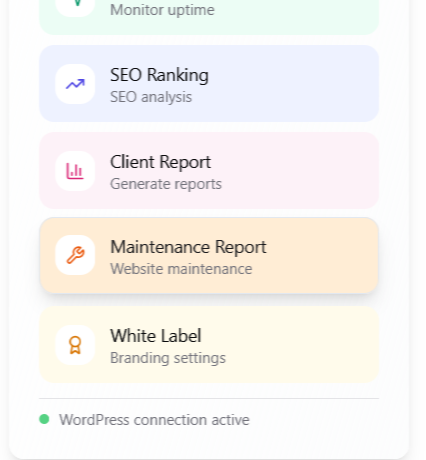 Monitor uptime
SEO Ranking
SEO analysis
Client Report
Generate reports
Maintenance Report
Website maintenance
White Label
Branding settings
WordPress connection active